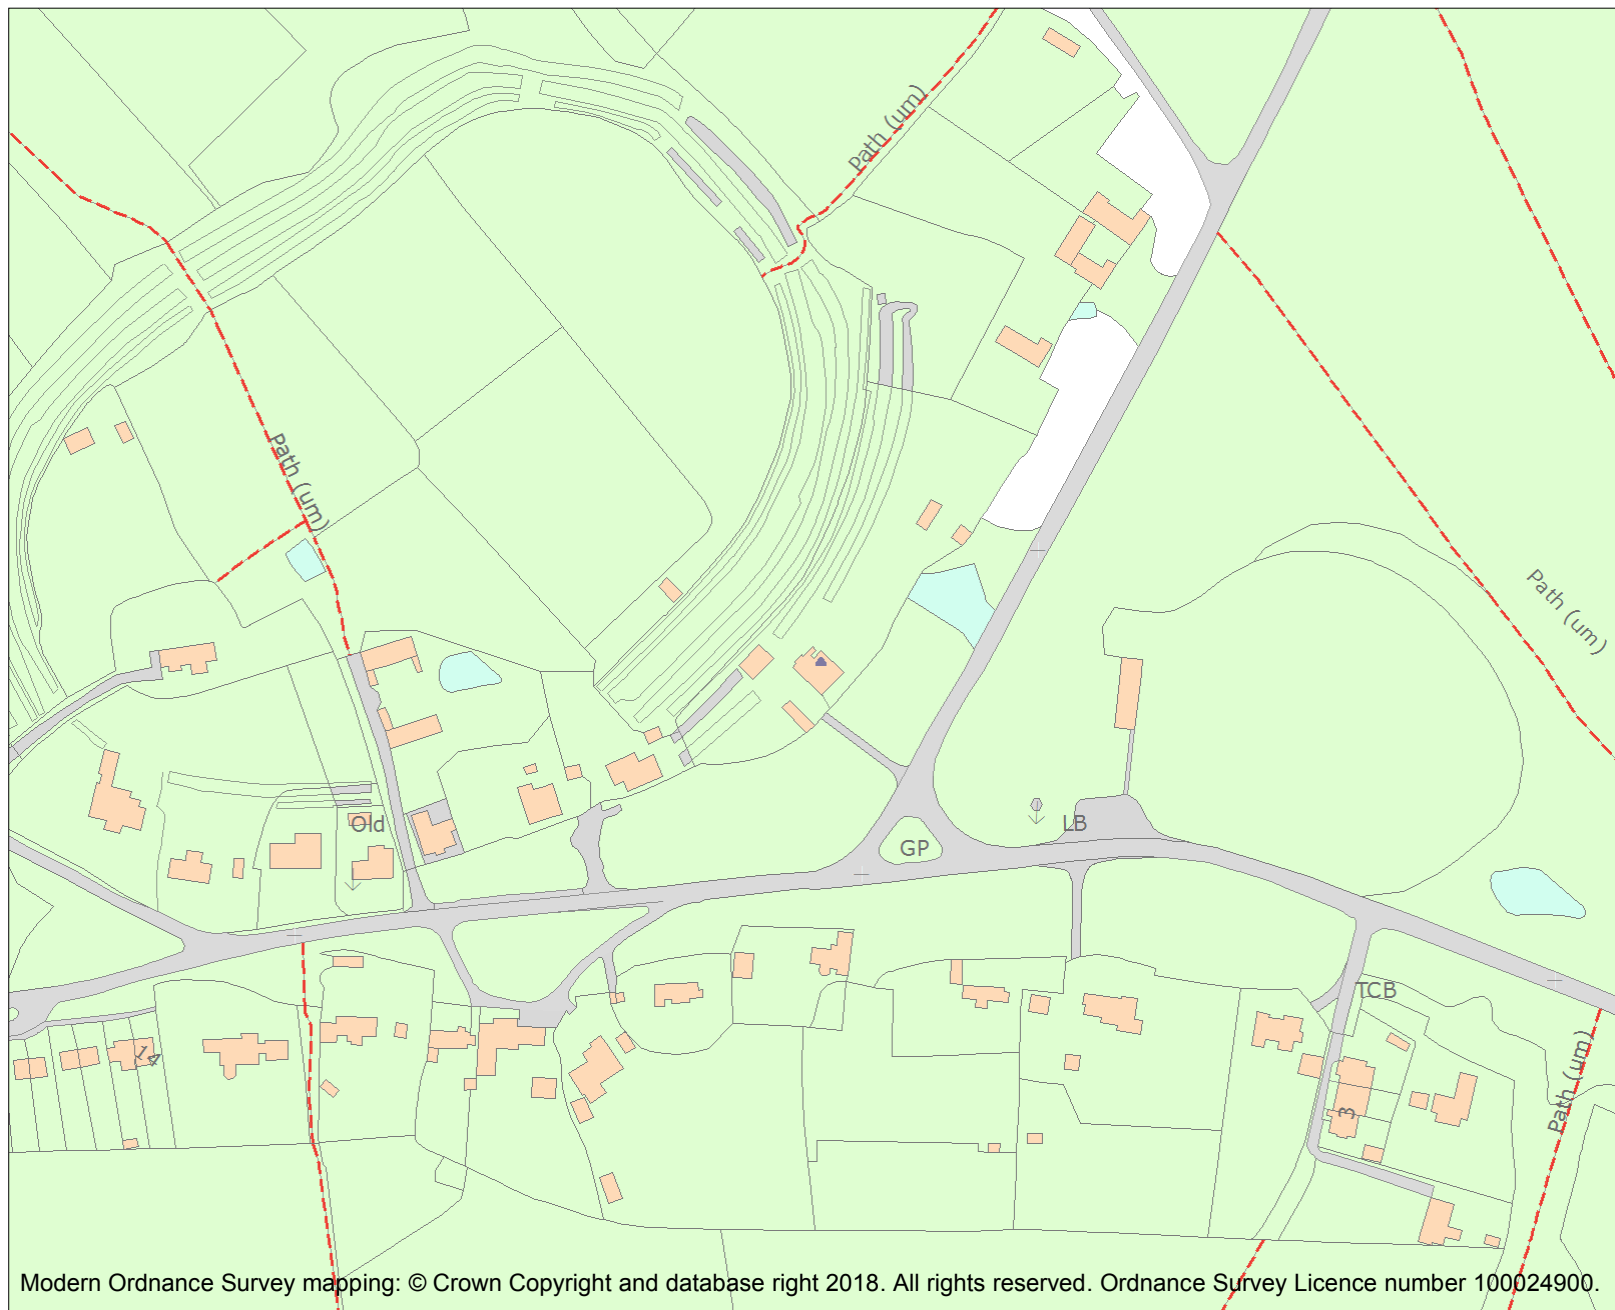 Path (um)
Path (um)
Path (um)
Old
LB
GP
TCB
14
3
Path (um)
Modern Ordnance Survey mapping: © Crown Copyright and database right 2018. All rights reserved. Ordnance Survey Licence number 100024900.